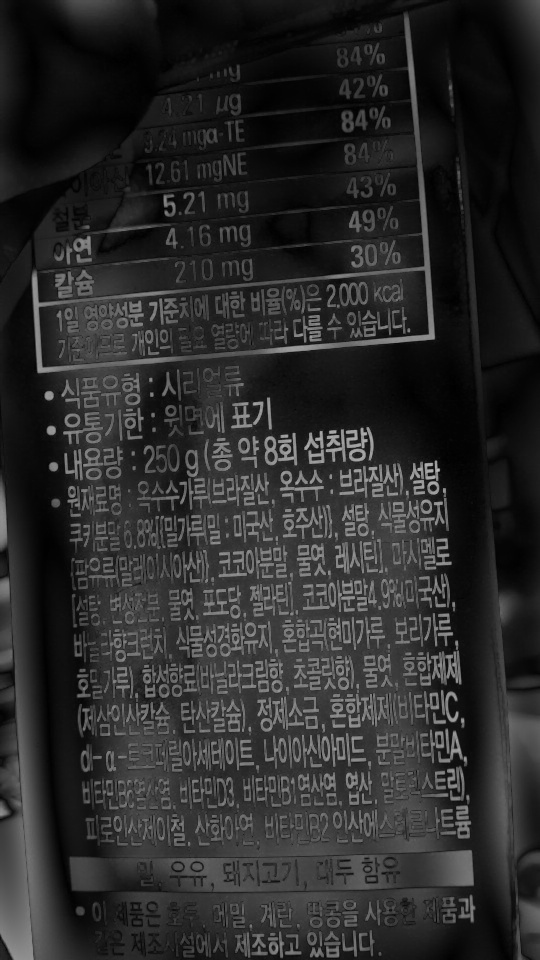 84%
mg
42%
4.21 μg
84%
9.24 mgα-TE
84%
12.61 mgNE
철분 5.21 mg 43%
아연 4.16 mg 49%
칼슘 210 mg 30%
1일 영양성분 기준치에 대한 비율(%)은 2,000 kcal
기준이므로 개인의 필요 열량에 따라 다를 수 있습니다.
• 식품유형 : 시리얼류
• 유통기한 : 윗면에 표기
• 내용량 : 250 g (총 약 8회 섭취량)
• 원재료명 : 옥수수가루(브라질산, 옥수수 : 브라질산), 설탕,
쿠키분말 6.8%[{밀가루(밀 : 미국산, 호주산)}, 설탕, 식물성유지
{팜유류(말레이시아산)}, 코코아분말, 물엿, 레시틴], 마시멜로
[설탕, 변성전분, 물엿, 포도당, 젤라틴], 코코아분말4.9%(미국산),
바닐라향크런치, 식물성경화유지, 혼합곡(현미가루, 보리가루,
호밀가루), 합성향료(바닐라크림향, 초콜릿향), 물엿, 혼합제제
(제삼인산칼슘, 탄산칼슘), 정제소금, 혼합제제(비타민C,
d-α-토코페릴아세테이트, 나이아신아미드, 분말비타민A,
비타민B6염산염, 비타민D3, 비타민B1염산염, 엽산, 말토덱스트린),
피로인산제이철, 산화아연, 비타민B2 인산에스테르나트륨
밀, 우유, 돼지고기, 대두 함유
• 이 제품은 호두, 메밀, 계란, 땅콩을 사용한 제품과
같은 제조시설에서 제조하고 있습니다.